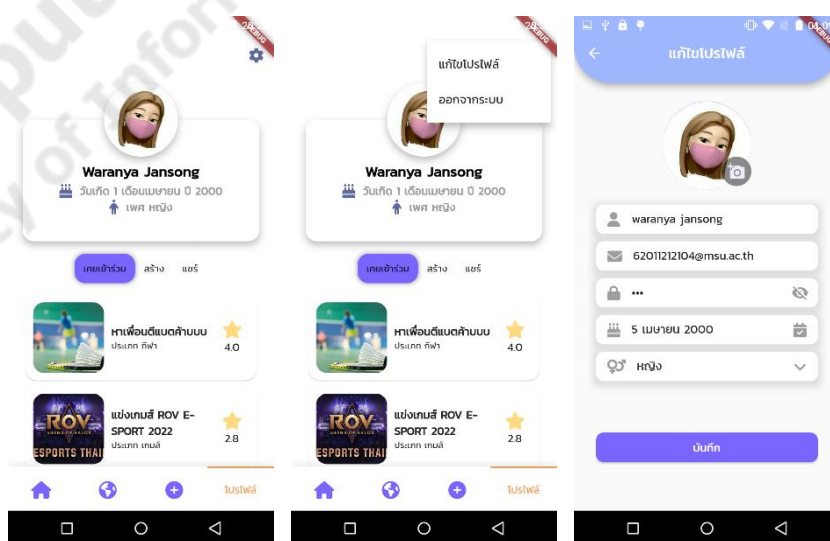 Waranya Jansong
วันเกิด 1 เดือนเมษายน ปี 2000
เพศ หญิง
เคยเข้าร่วม สร้าง แชร์
หาเพื่อนตีแบตค้าบบบ
ประเภท กีฬา
4.0
ROV
ESPORTS THAI
แข่งเกมส์ ROV E-
SPORT 2022
ประเภท เกมส์
2.8
โปรไฟล์
แก้ไขโปรไฟล์
ออกจากระบบ
Waranya Jansong
วันเกิด 1 เดือนเมษายน ปี 2000
เพศ หญิง
เคยเข้าร่วม สร้าง แชร์
หาเพื่อนตีแบตค้าบบบ
ประเภท กีฬา
4.0
ROV
ESPORTS THAI
แข่งเกมส์ ROV E-
SPORT 2022
ประเภท เกมส์
2.8
โปรไฟล์
แก้ไขโปรไฟล์
waranya jansong
62011212104@msu.ac.th
•••
5 เมษายน 2000
หญิง
บันทึก